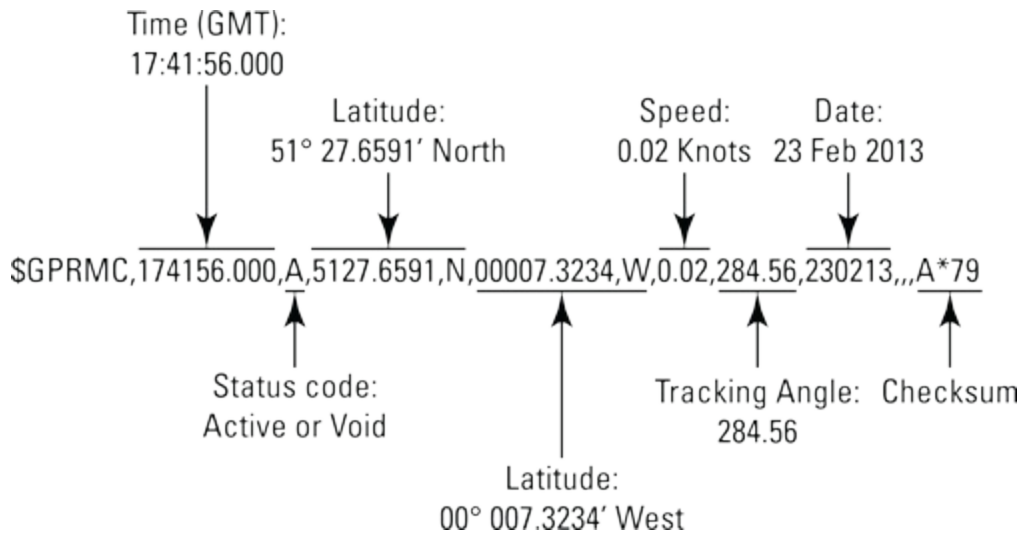 Time (GMT):
17:41:56.000
Latitude:
51° 27.6591′ North
Speed:
0.02 Knots
Date:
23 Feb 2013
$GPRMC,174156.000,A,5127.6591,N,00007.3234,W,0.02,284.56,230213,,,A*79
Status code:
Active or Void
Tracking Angle:
284.56
Checksum
Latitude:
00° 007.3234′ West